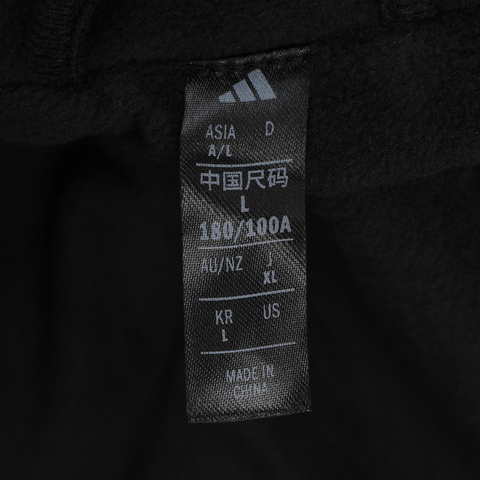 ASIA D
A/L
中国尺码
L
180/100A
AU/NZ J
XL
KR US
L
MADE IN
CHINA